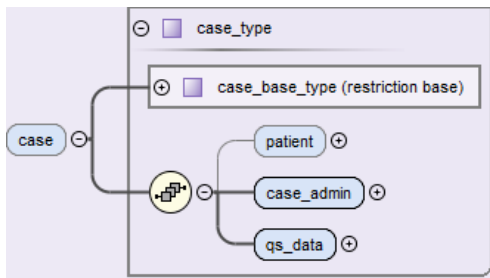 case_type
case_base_type (restriction base)
case
patient
case_admin
qs_data